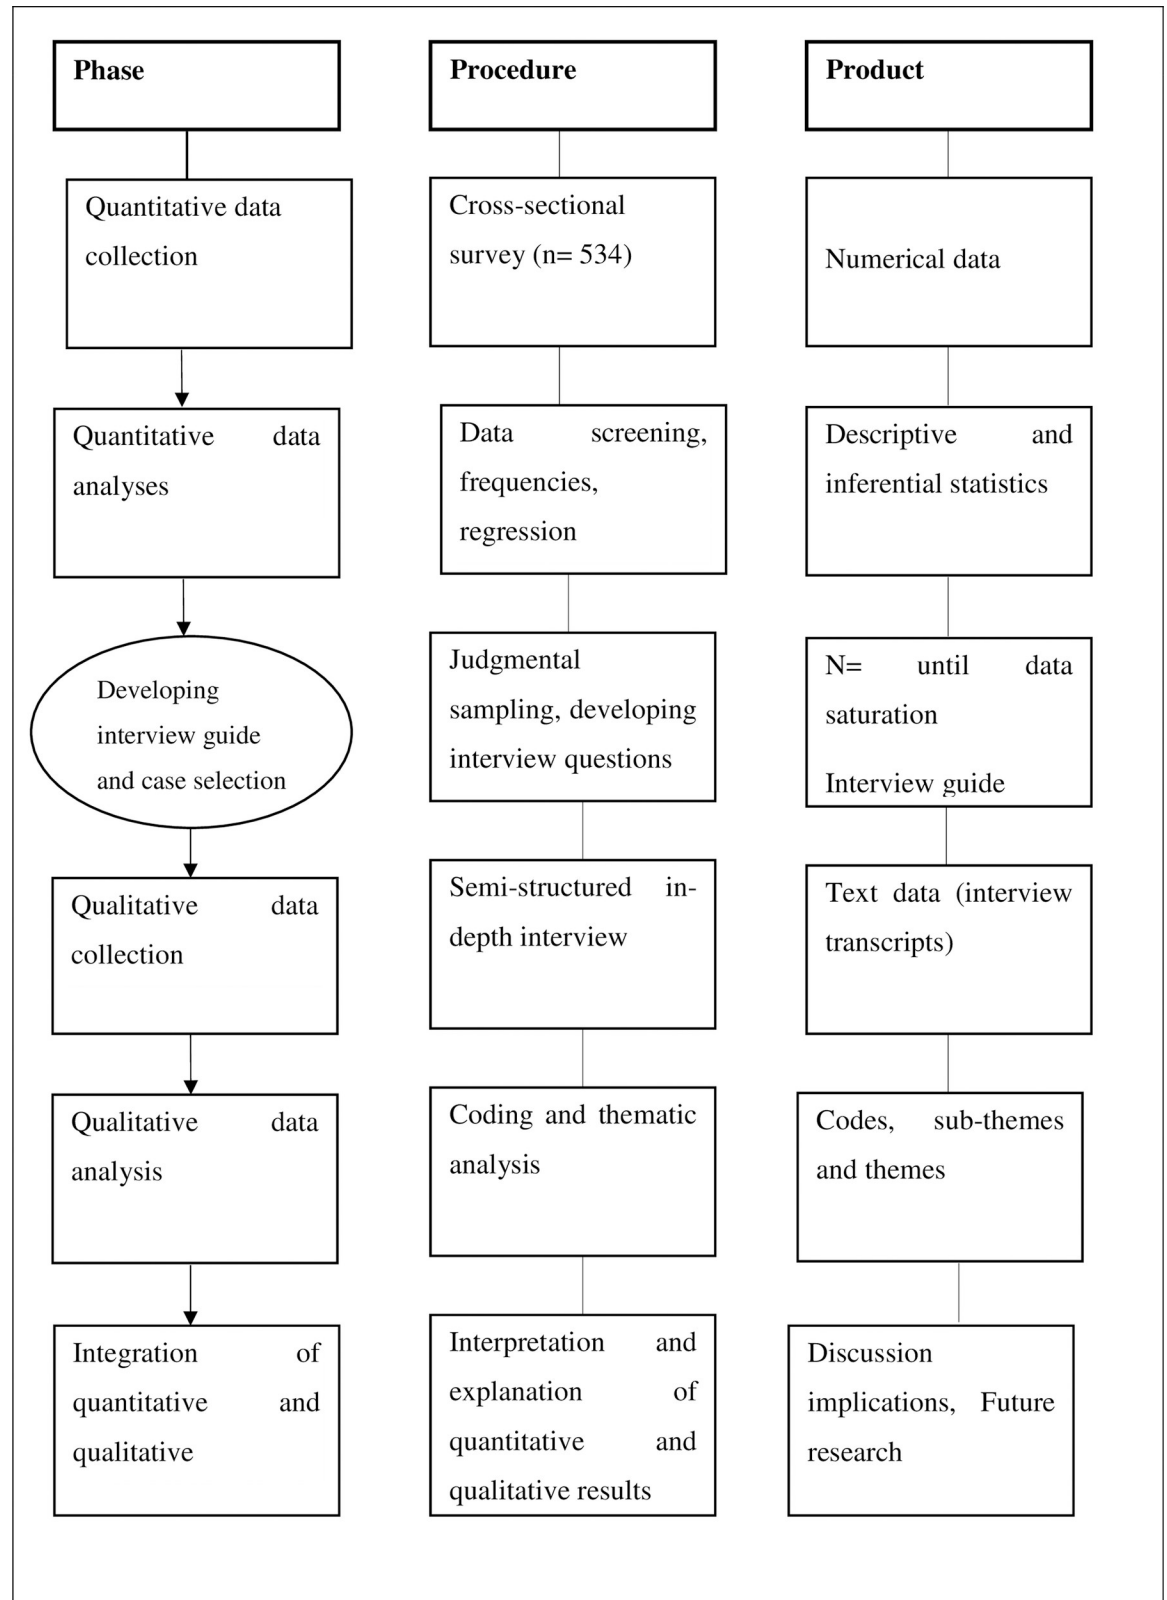 Phase
Procedure
Product
Quantitative data
collection
Cross-sectional
survey (n= 534)
Numerical data
Quantitative data
analyses
Data screening,
frequencies,
regression
Descriptive and
inferential statistics
Developing
interview guide
and case selection
Judgmental
sampling, developing
interview questions
N= until data
saturation
Interview guide
Qualitative data
collection
Semi-structured in-
depth interview
Text data (interview
transcripts)
Qualitative data
analysis
Coding and thematic
analysis
Codes, sub-themes
and themes
Integration of
quantitative and
qualitative
Interpretation and
explanation of
quantitative and
qualitative results
Discussion
implications, Future
research